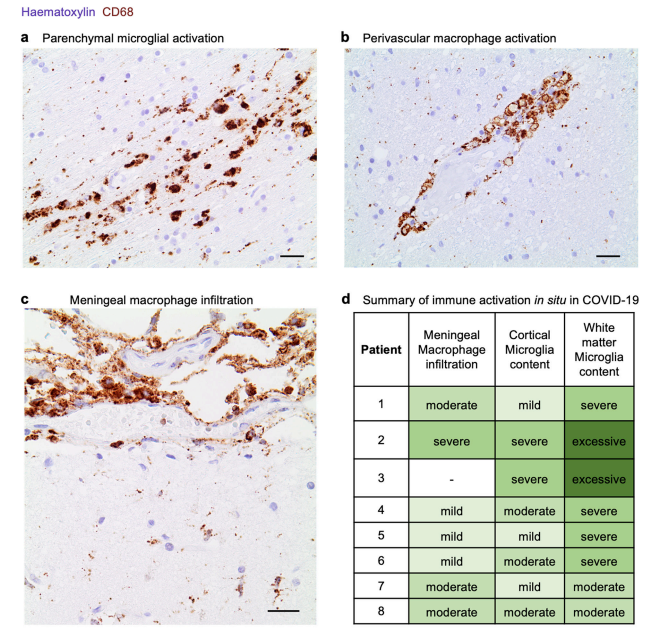 Haematoxylin CD68
a Parenchymal microglial activation
b Perivascular macrophage activation
c Meningeal macrophage infiltration
d Summary of immune activation in situ in COVID-19
Patient
Meningeal
Macrophage
infiltration
Cortical
Microglia
content
White
matter
Microglia
content
1 moderate mild severe
2 severe severe excessive
3 - severe excessive
4 mild moderate severe
5 mild mild severe
6 mild moderate severe
7 moderate mild moderate
8 moderate moderate moderate